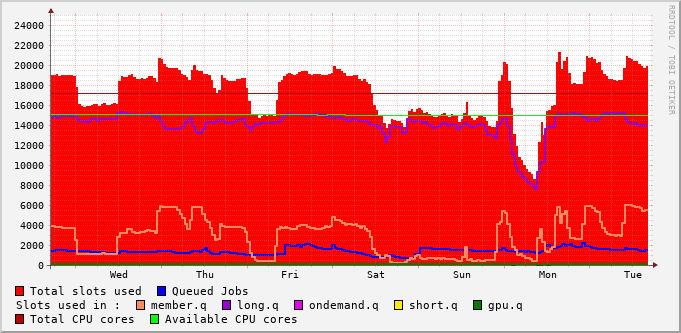 RRDTOOL / TOBI OETIKER
24000
22000
20000
18000
16000
14000
12000
10000
8000
6000
4000
2000
0
Wed Thu Fri Sat Sun Mon Tue
Total slots used Queued Jobs
Slots used in : member.q long.q ondemand.q short.q gpu.q
Total CPU cores Available CPU cores